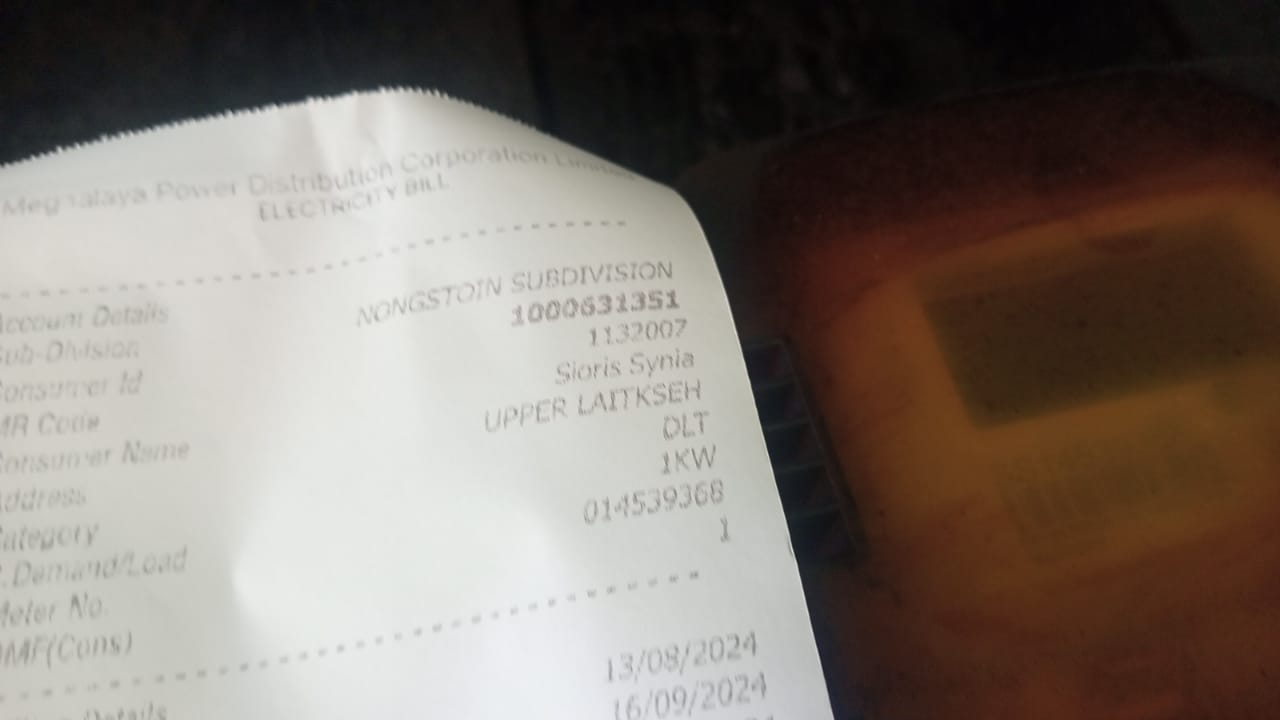 Meghalaya Power Distribution Corporation
ELECTRICITY BILL
Account Details
Sub-Division NONGSTOIN SUBDIVISION
Consumer Id 1000631351
MR Code 1132007
Consumer Name Sioris Synia
Address UPPER LAITKSEH
Category DLT
Demand/Load 1KW
Meter No. 014539368
OMF(Cons) 1
Details
13/08/2024
16/09/2024